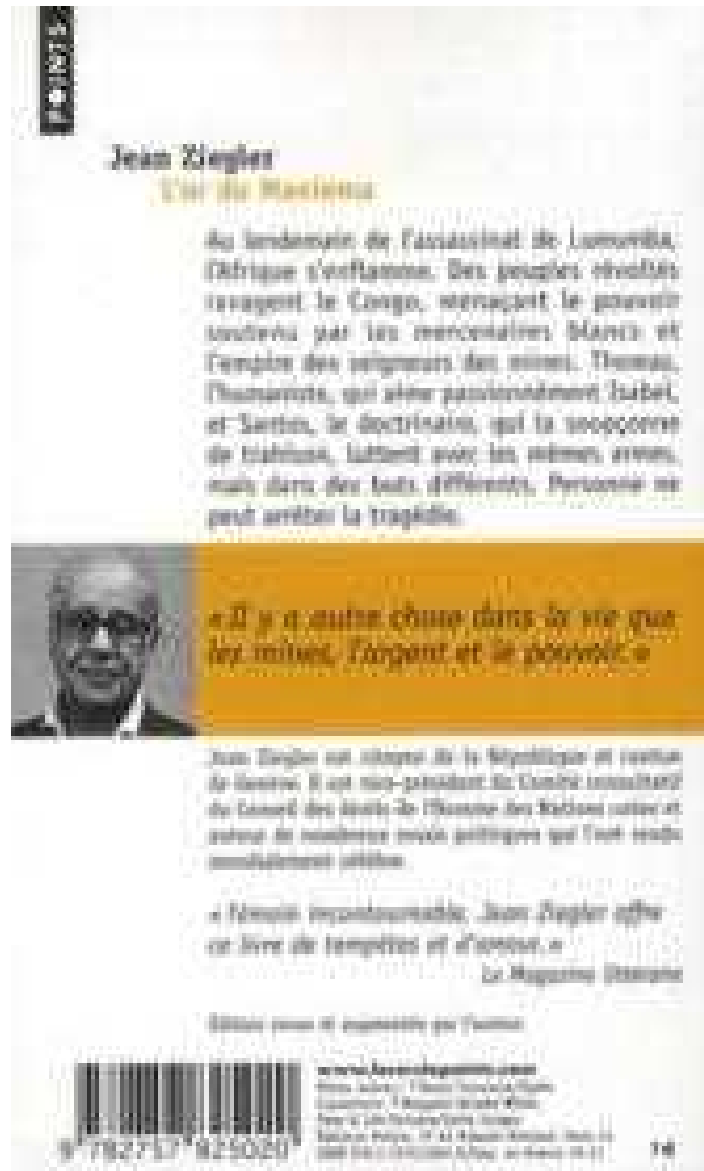 POINTS
Jean Ziegler
L'or du Maniema
Au lendemain de l'assassinat de Lumumba,
l'Afrique s'enflamme. Des peuples révoltés
ravagent le Congo, menaçant le pouvoir
soutenu par les mercenaires blancs et
l'empire des seigneurs des mines. Thomas,
l'humaniste, qui aime passionnément Isabel,
et Santos, le doctrinaire, qui la soupçonne
de trahison, luttent avec les mêmes armes,
mais dans des buts différents. Personne ne
peut arrêter la tragédie.
« Il y a autre chose dans la vie que
les mines, l'argent et le pouvoir. »
Jean Ziegler est citoyen de la République et canton
de Genève. Il est vice-président du Comité consultatif
du Conseil des droits de l'homme des Nations unies et
auteur de nombreux essais politiques qui l'ont rendu
mondialement célèbre.
« Témoin incontournable, Jean Ziegler offre
ce livre de tempêtes et d'amour. »
Le Magazine littéraire
Édition revue et augmentée par l'auteur
www.lecerclepoints.com
9 782757 825020